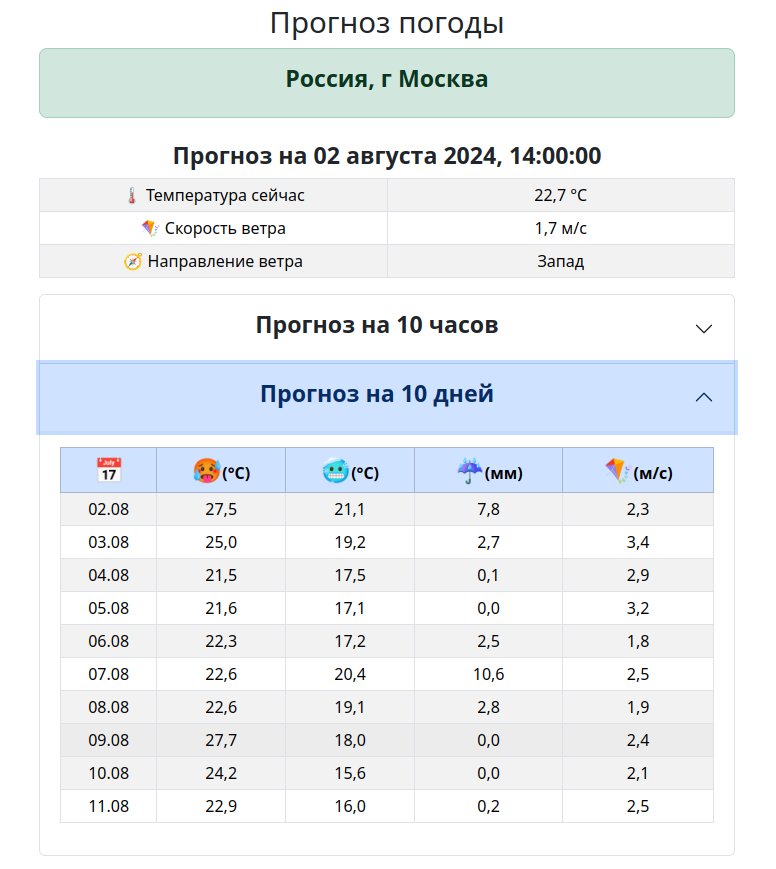 Прогноз погоды
Россия, г Москва
Прогноз на 02 августа 2024, 14:00:00
🌡️ Температура сейчас 22,7 °C
🪁 Скорость ветра 1,7 м/с
🧭 Направление ветра Запад
Прогноз на 10 часов
Прогноз на 10 дней
📅 🥵(°C) 🥶(°C) ☔(мм) 🪁(м/с)
02.08 27,5 21,1 7,8 2,3
03.08 25,0 19,2 2,7 3,4
04.08 21,5 17,5 0,1 2,9
05.08 21,6 17,1 0,0 3,2
06.08 22,3 17,2 2,5 1,8
07.08 22,6 20,4 10,6 2,5
08.08 22,6 19,1 2,8 1,9
09.08 27,7 18,0 0,0 2,4
10.08 24,2 15,6 0,0 2,1
11.08 22,9 16,0 0,2 2,5